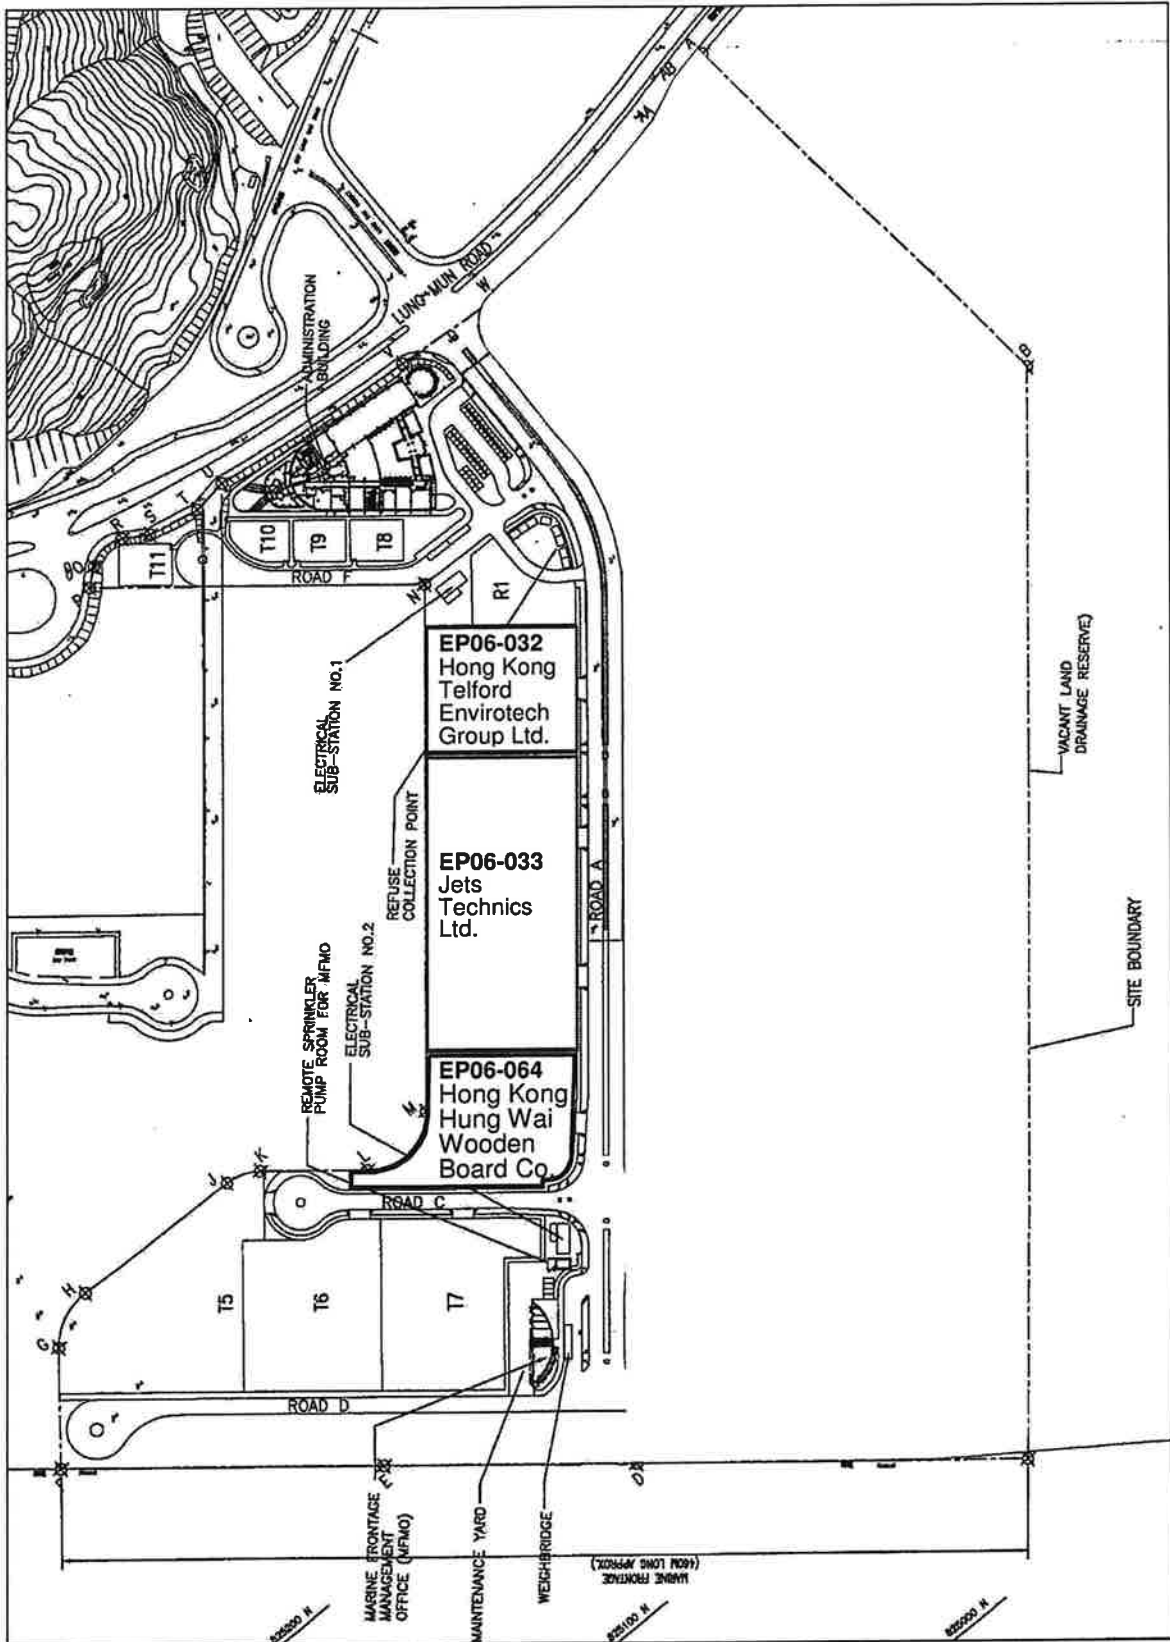 LUNG MUN ROAD
AB
W
ADMINISTRATION
BUILDING
V
T
S
R
P
T11
T10
T9
T8
ROAD F
N
R1
ELECTRICAL
SUB-STATION NO.1
EP06-032
Hong Kong
Telford
Envirotech
Group Ltd.
REFUSE
COLLECTION POINT
EP06-033
Jets
Technics
Ltd.
ROAD A
REMOTE SPRINKLER
PUMP ROOM FOR MFMO
ELECTRICAL
SUB-STATION NO.2
EP06-064
Hong Kong
Hung Wai
Wooden
Board Co.
M
L
K
J
H
G
ROAD C
T5
T6
T7
ROAD D
E
D
B
VACANT LAND
DRAINAGE RESERVE)
SITE BOUNDARY
MARINE FRONTAGE
MANAGEMENT
OFFICE (MFMO)
MAINTENANCE YARD
WEIGHBRIDGE
MARINE FRONTAGE
(460M LONG APPROX.)
825200 N
825100 N
825000 N